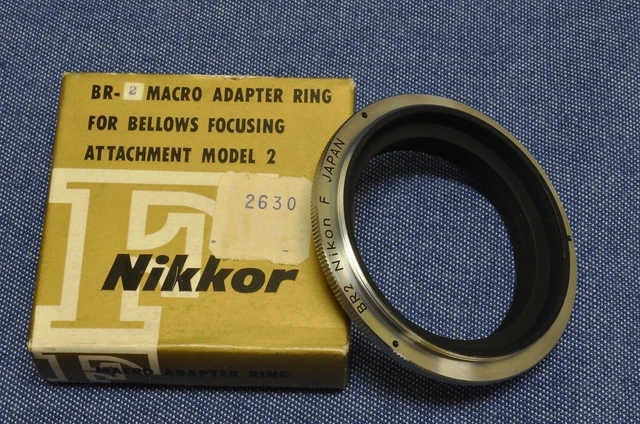 BR-2 MACRO ADAPTER RING
FOR BELLOWS FOCUSING
ATTACHMENT MODEL 2
2630
F
Nikkor
MACRO ADAPTER RING
BR2 Nikon F JAPAN